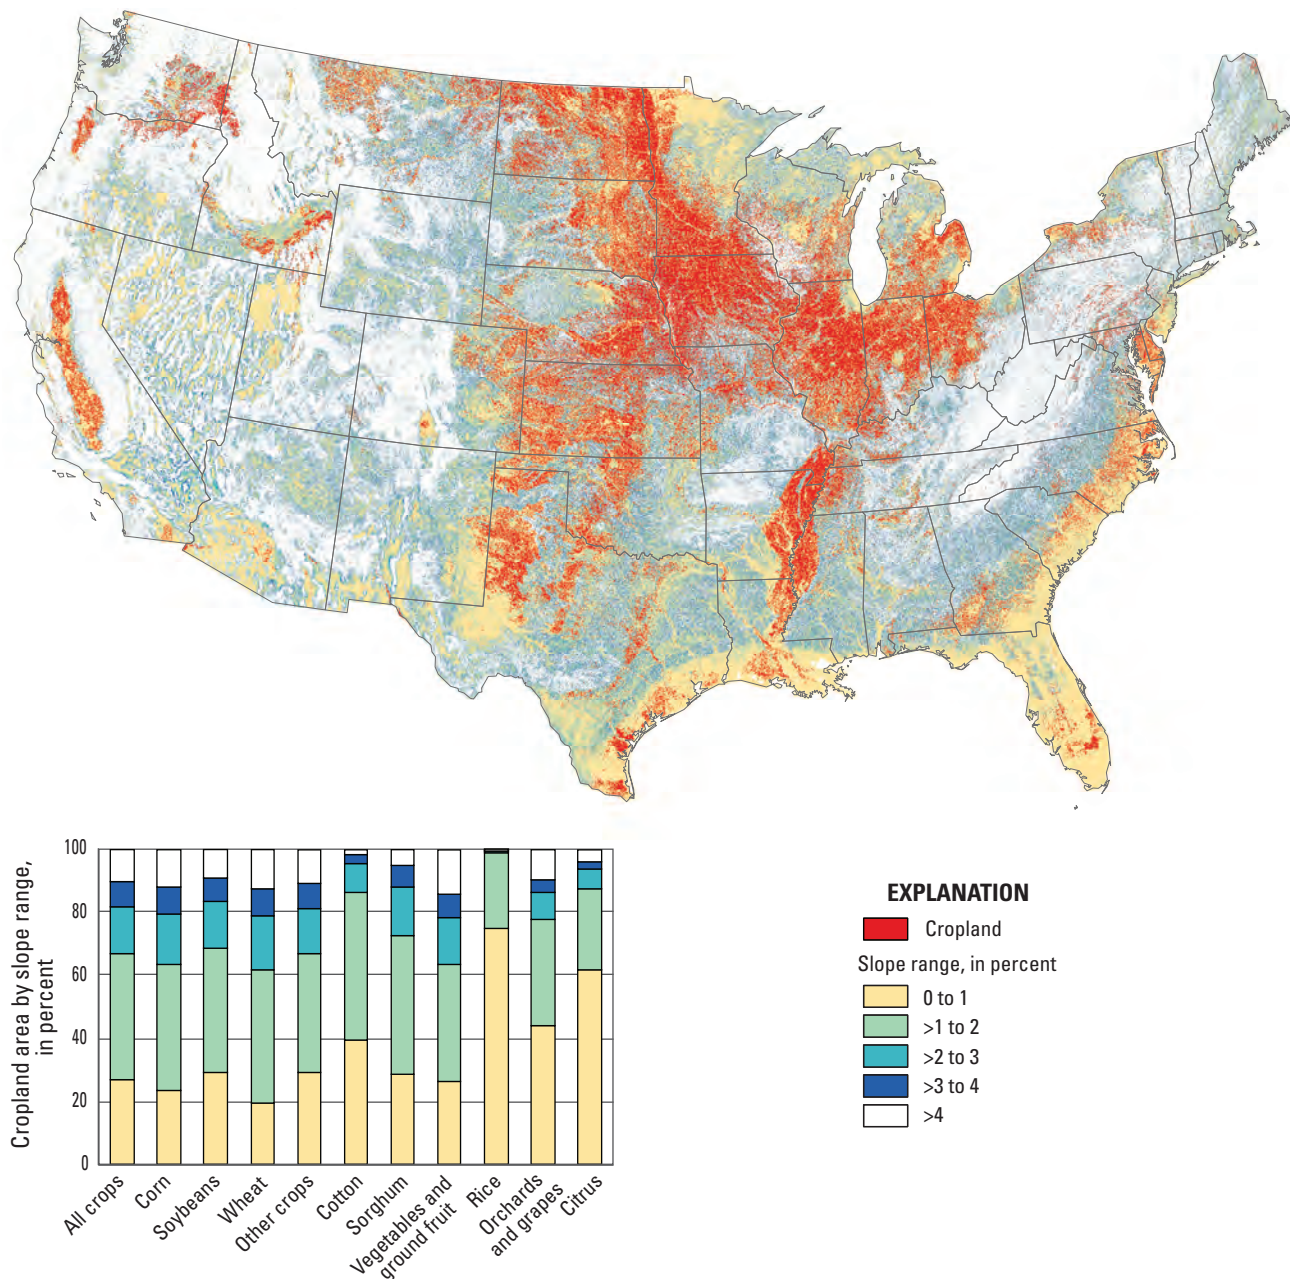 Cropland area by slope range,
in percent
100
80
60
40
20
0
All crops
Corn
Soybeans
Wheat
Other crops
Cotton
Sorghum
Vegetables and
ground fruit
Rice
Orchards
and grapes
Citrus
EXPLANATION
Cropland
Slope range, in percent
0 to 1
>1 to 2
>2 to 3
>3 to 4
>4